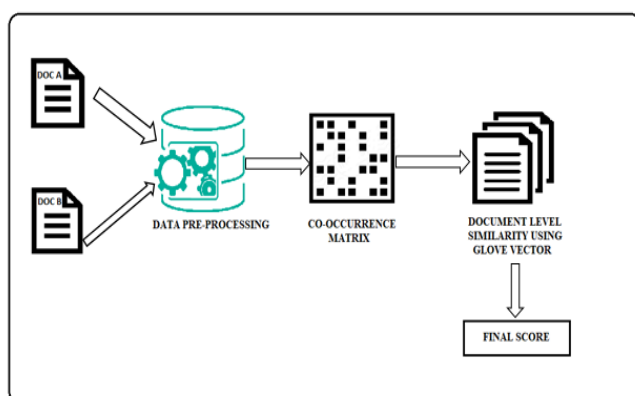 DOC A
DOC B
DATA PRE-PROCESSING
CO-OCCURRENCE
MATRIX
DOCUMENT LEVEL
SIMILARITY USING
GLOVE VECTOR
FINAL SCORE